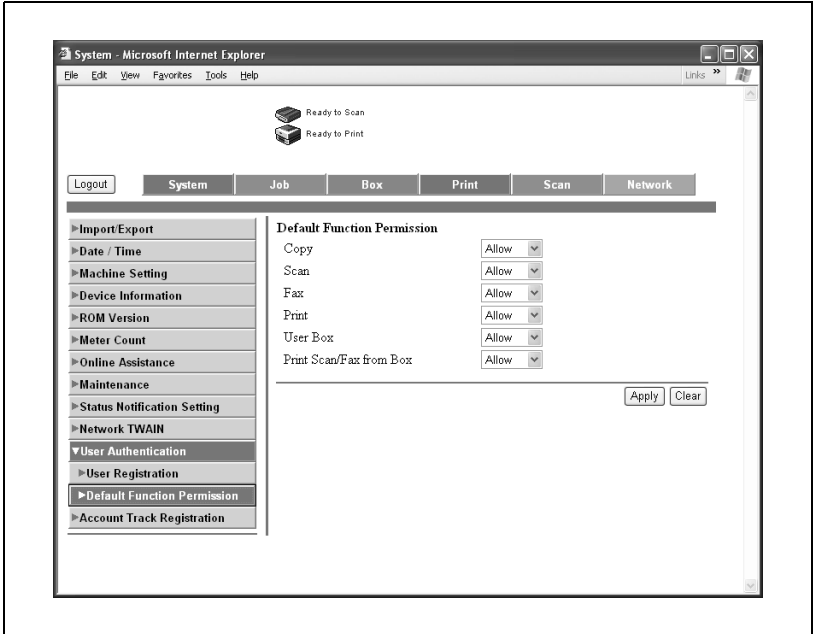 System - Microsoft Internet Explorer
File Edit View Favorites Tools Help Links »
Ready to Scan
Ready to Print
Logout System Job Box Print Scan Network
Import/Export
Date / Time
Machine Setting
Device Information
ROM Version
Meter Count
Online Assistance
Maintenance
Status Notification Setting
Network TWAIN
User Authentication
User Registration
Default Function Permission
Account Track Registration
Default Function Permission
Copy Allow
Scan Allow
Fax Allow
Print Allow
User Box Allow
Print Scan/Fax from Box Allow
Apply Clear